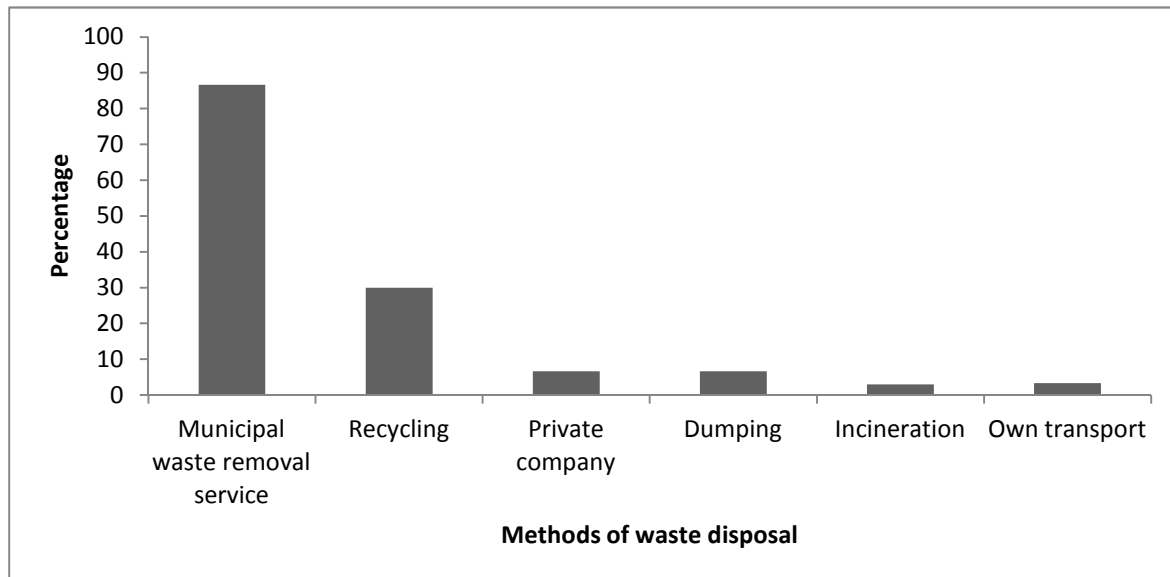 100
90
80
70
60
50
40
30
20
10
0
Percentage
Municipal
waste removal
service
Recycling
Private
company
Dumping
Incineration
Own transport
Methods of waste disposal